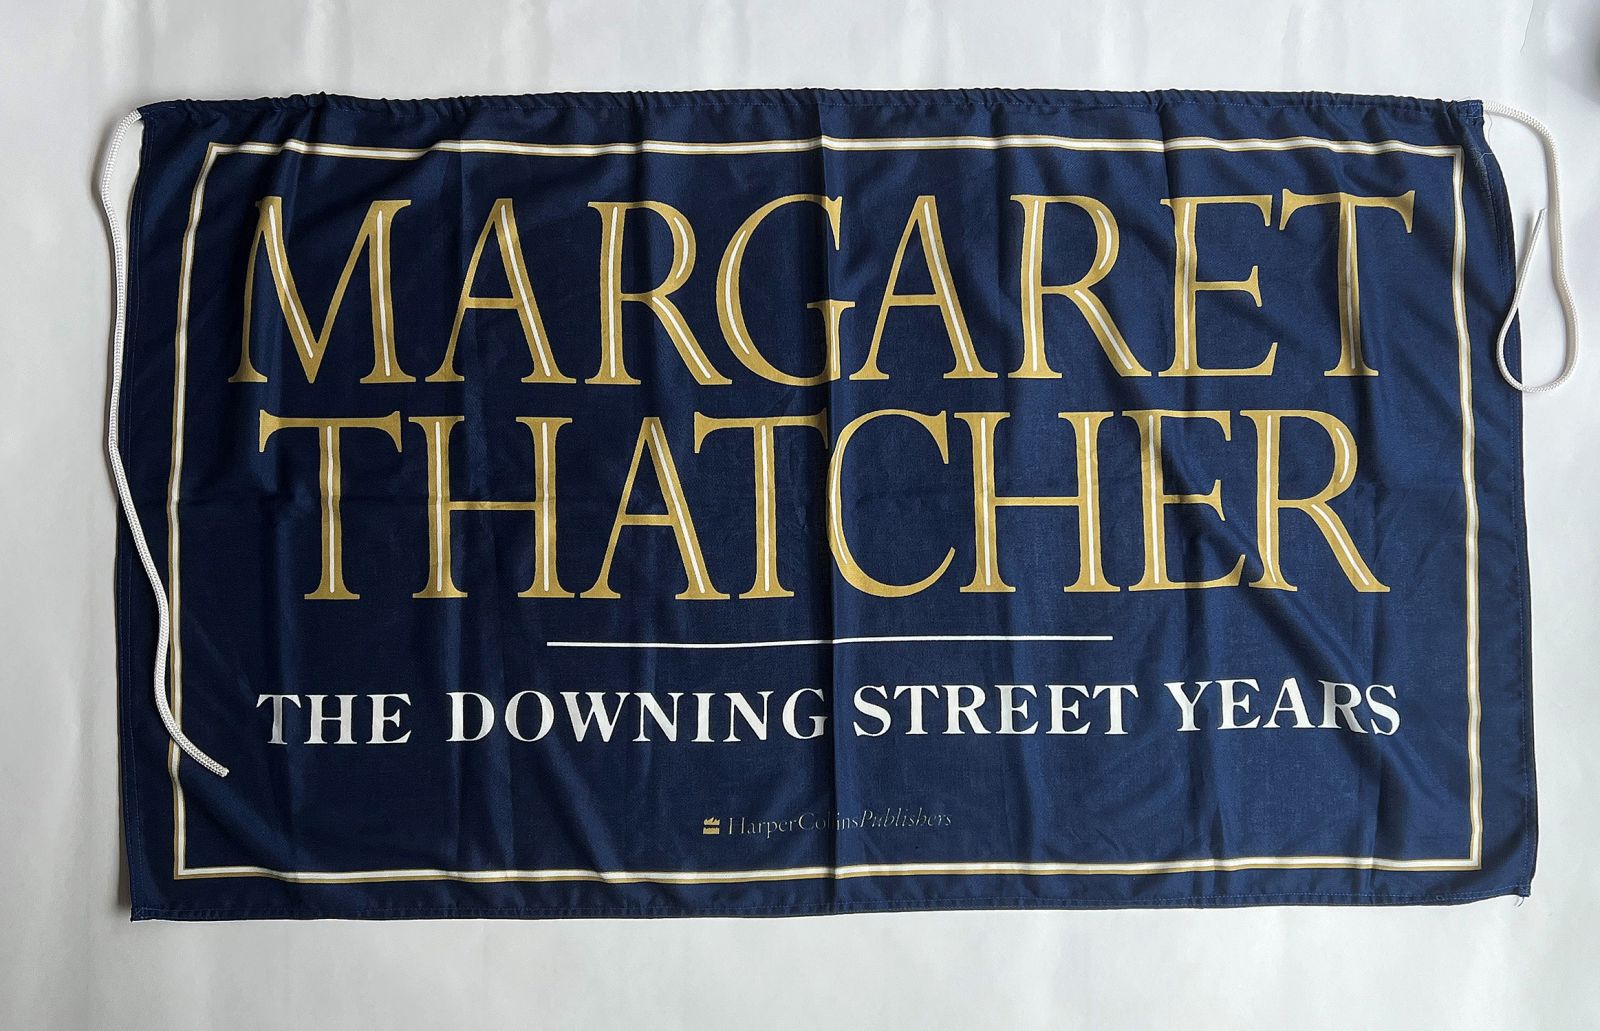 MARGARET
THATCHER
THE DOWNING STREET YEARS
HarperCollinsPublishers